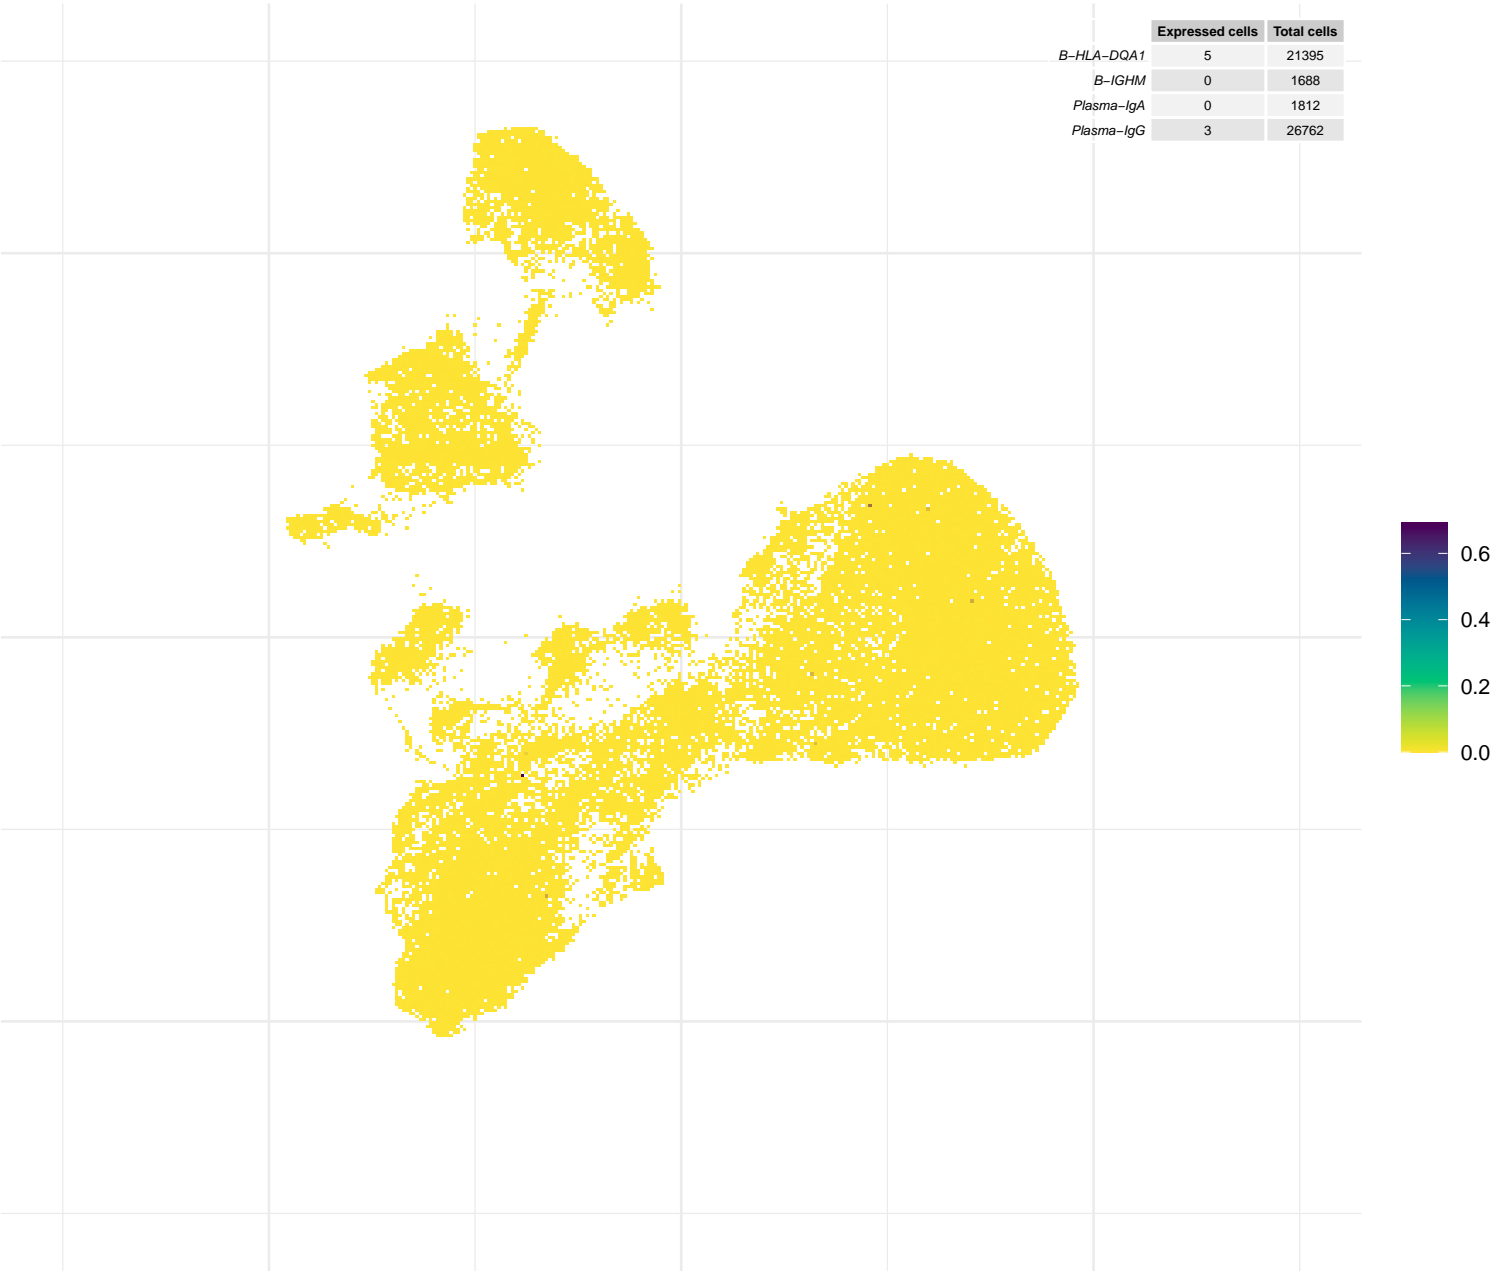 Expressed cells Total cells
B−HLA−DQA1 5 21395
B−IGHM 0 1688
Plasma−IgA 0 1812
Plasma−IgG 3 26762
0.6
0.4
0.2
0.0